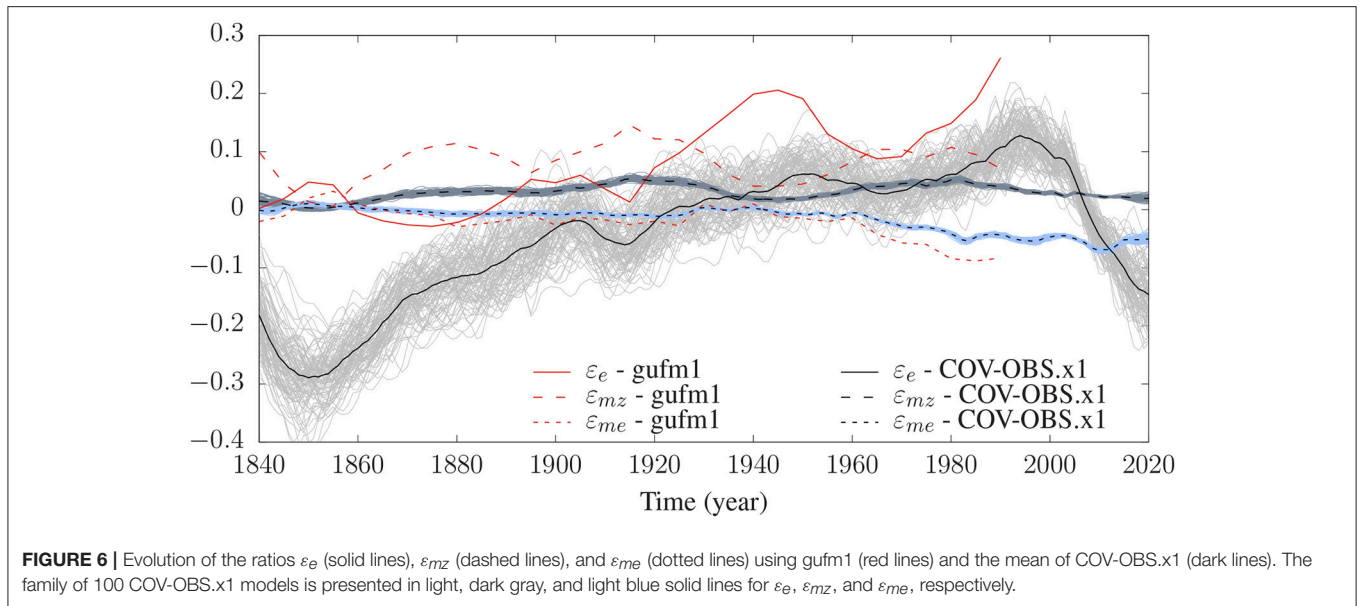 0.3
0.2
0.1
0
−0.1
−0.2
−0.3
−0.4
1840 1860 1880 1900 1920 1940 1960 1980 2000 2020
Time (year)
εe - gufm1
εmz - gufm1
εme - gufm1
εe - COV-OBS.x1
εmz - COV-OBS.x1
εme - COV-OBS.x1
FIGURE 6 | Evolution of the ratios εe (solid lines), εmz (dashed lines), and εme (dotted lines) using gufm1 (red lines) and the mean of COV-OBS.x1 (dark lines). The
family of 100 COV-OBS.x1 models is presented in light, dark gray, and light blue solid lines for εe, εmz, and εme, respectively.